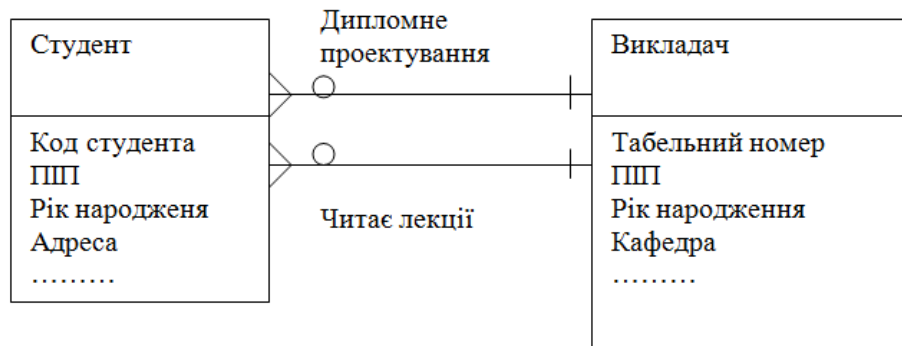 Студент
Код студента
ПІП
Рік народженя
Адреса
………
Дипломне
проектування
Читає лекції
Викладач
Табельний номер
ПІП
Рік народження
Кафедра
………